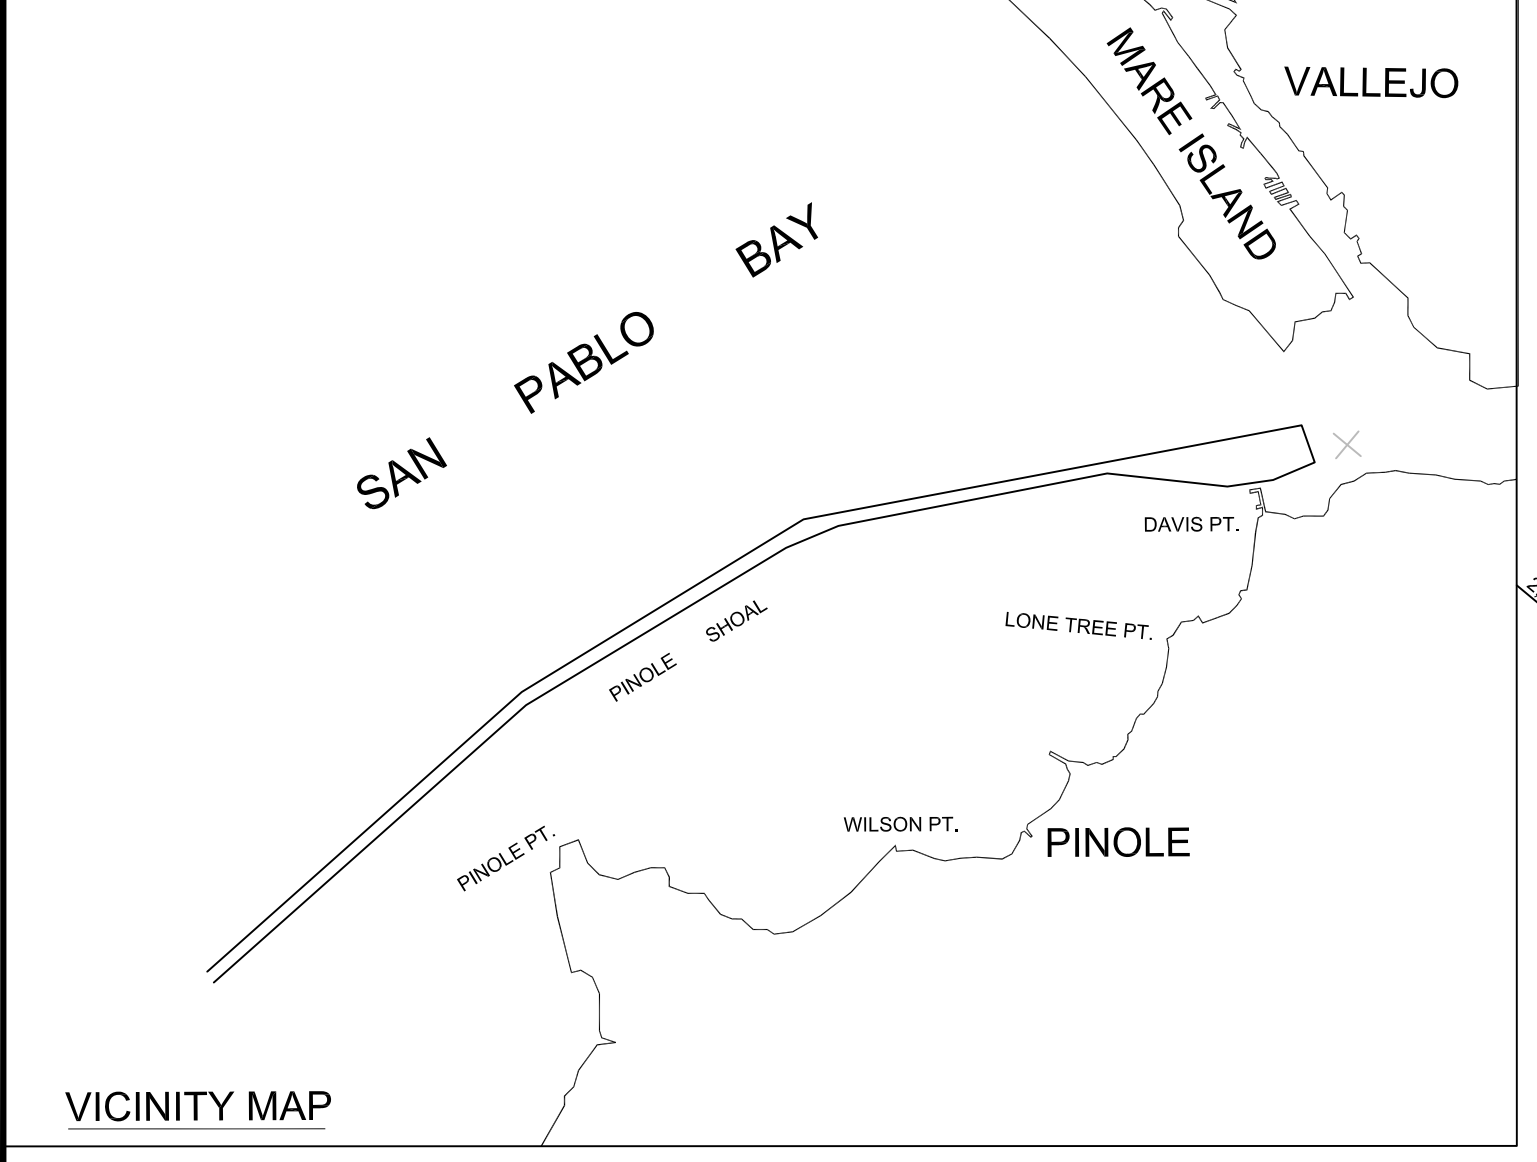 MARE ISLAND
VALLEJO
SAN PABLO BAY
DAVIS PT.
LONE TREE PT.
PINOLE SHOAL
PINOLE PT.
WILSON PT.
PINOLE
VICINITY MAP